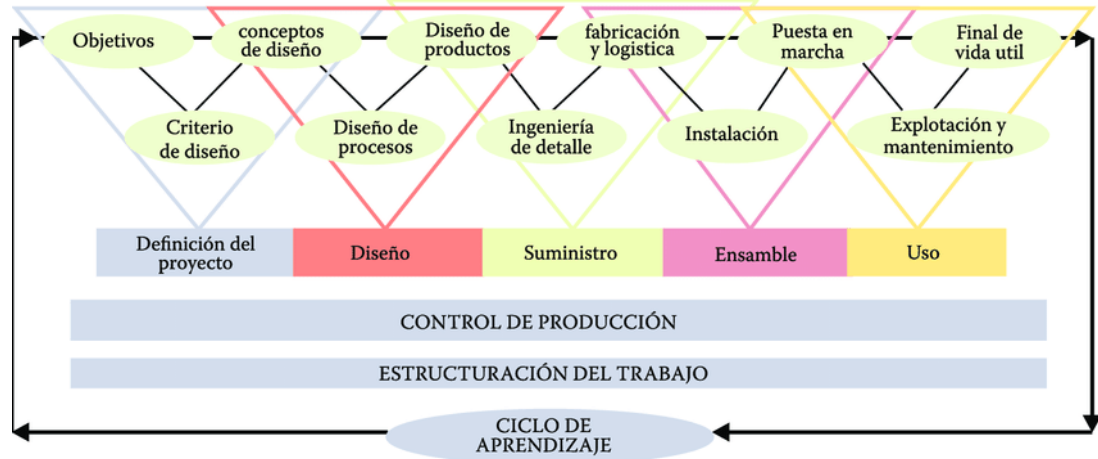 Objetivos
conceptos
de diseño
Diseño de
productos
fabricación
y logistica
Puesta en
marcha
Final de
vida util
Criterio
de diseño
Diseño de
procesos
Ingeniería
de detalle
Instalación
Explotación y
mantenimiento
Definición del
proyecto
Diseño
Suministro
Ensamble
Uso
CONTROL DE PRODUCCIÓN
ESTRUCTURACIÓN DEL TRABAJO
CICLO DE
APRENDIZAJE